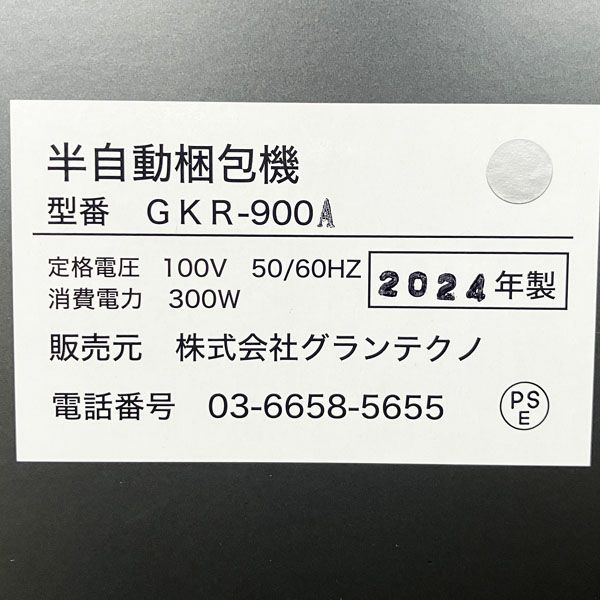 半自動梱包機
型番 GKR-900A
定格電圧 100V 50/60HZ
消費電力 300W
2024年製
販売元 株式会社グランテクノ
電話番号 03-6658-5655
PS
E